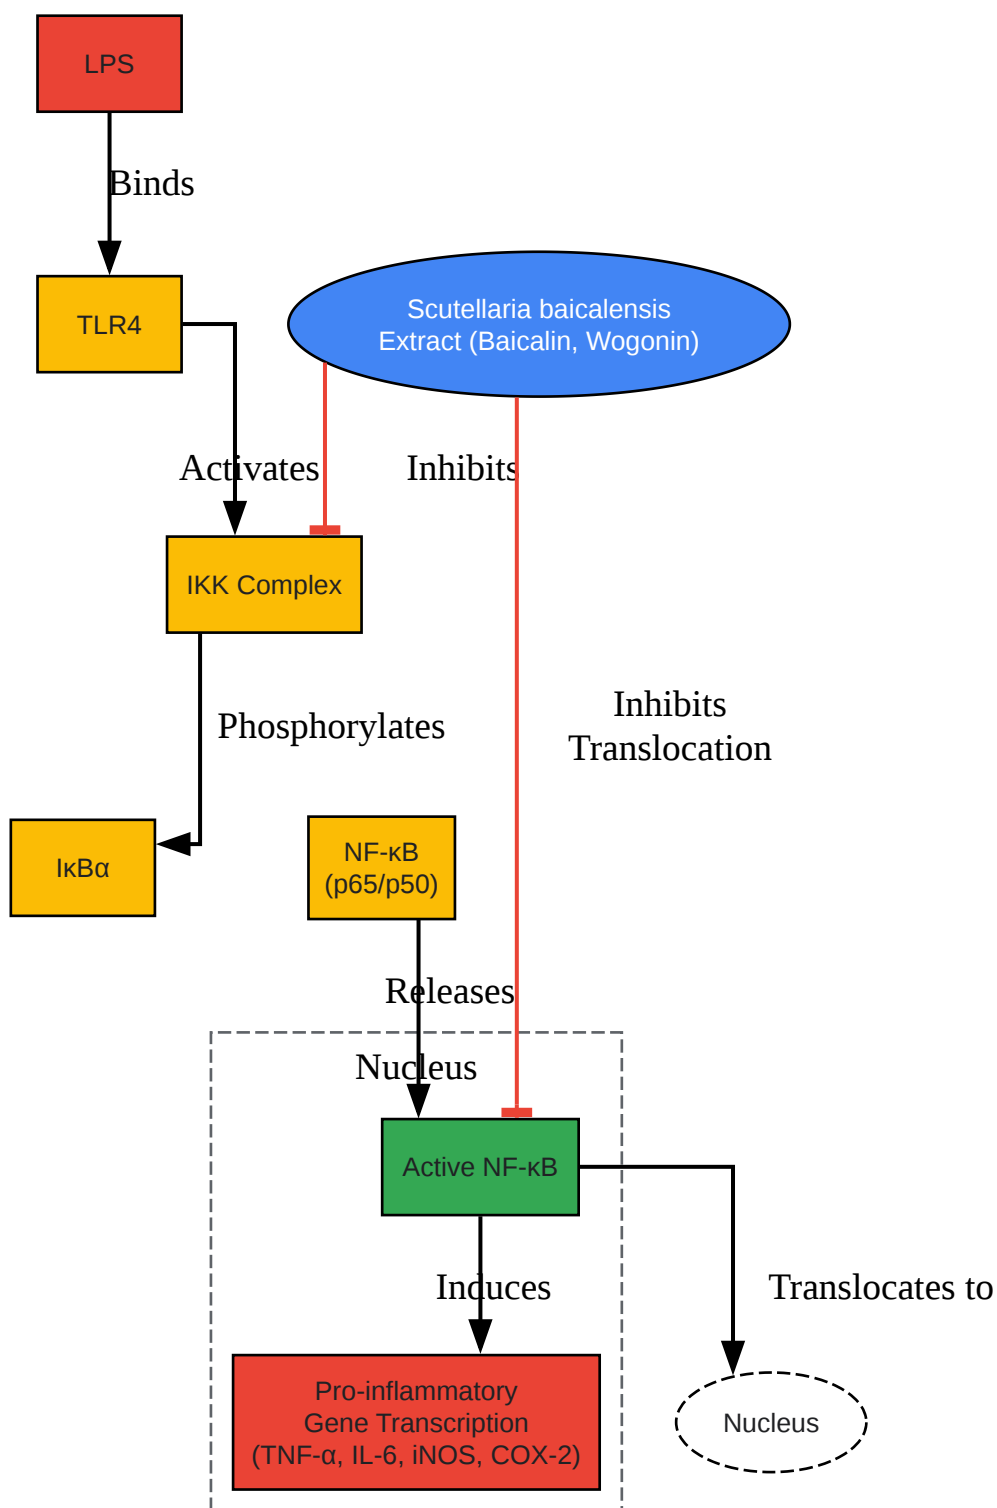 LPS
Binds
TLR4
Scutellaria baicalensis
Extract (Baicalin, Wogonin)
Activates
Inhibits
IKK Complex
Phosphorylates
Inhibits
Translocation
IκBα
NF-κB
(p65/p50)
Releases
Nucleus
Active NF-κB
Induces
Translocates to
Pro-inflammatory
Gene Transcription
(TNF-α, IL-6, iNOS, COX-2)
Nucleus